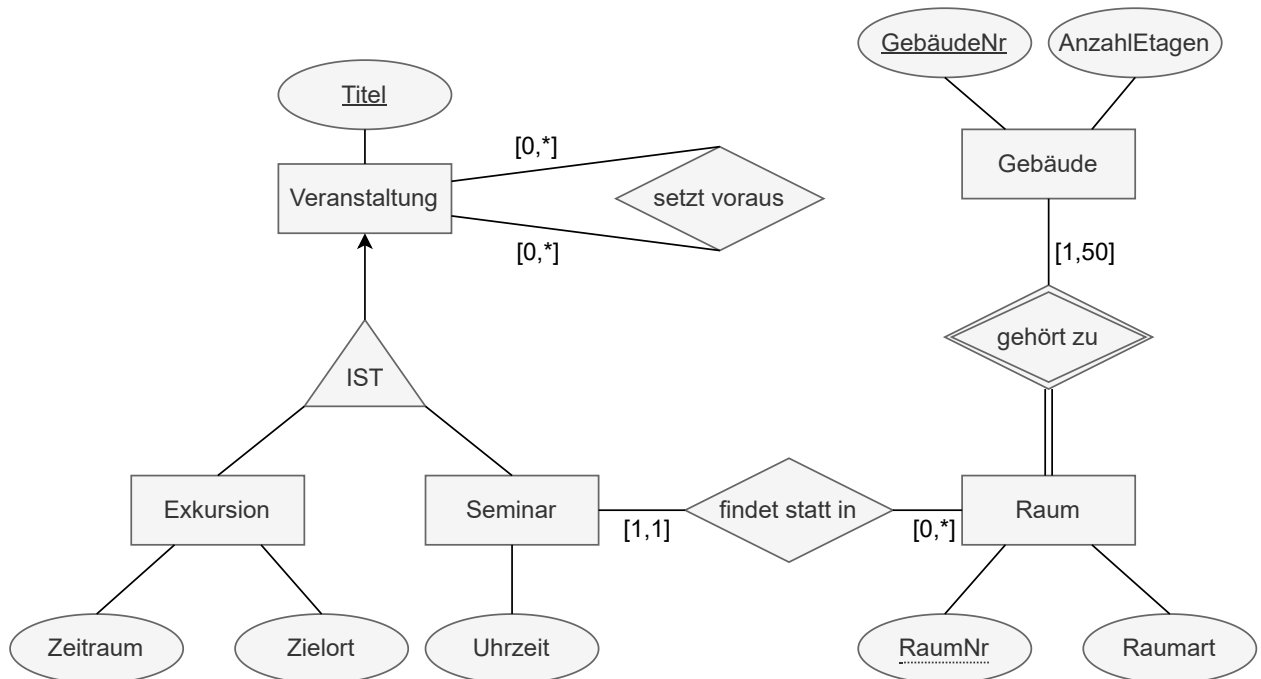 GebäudeNr
AnzahlEtagen
Titel
[0,*]
Gebäude
Veranstaltung
setzt voraus
[0,*]
[1,50]
gehört zu
IST
Exkursion
Seminar
findet statt in
Raum
[1,1]
[0,*]
Zeitraum
Zielort
Uhrzeit
RaumNr
Raumart